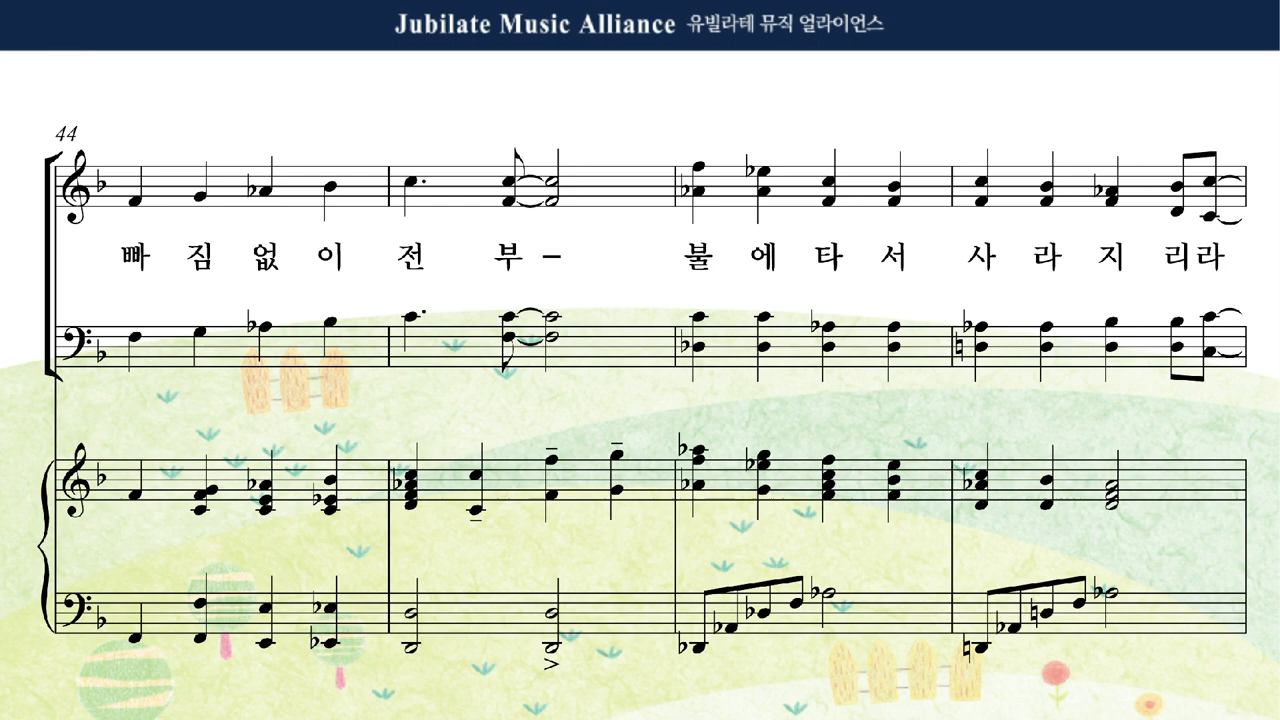 Jubilate Music Alliance 유빌라테 뮤직 얼라이언스
44
빠 짐 없 이 전 부 – 불 에 타 서 사 라 지 리 라